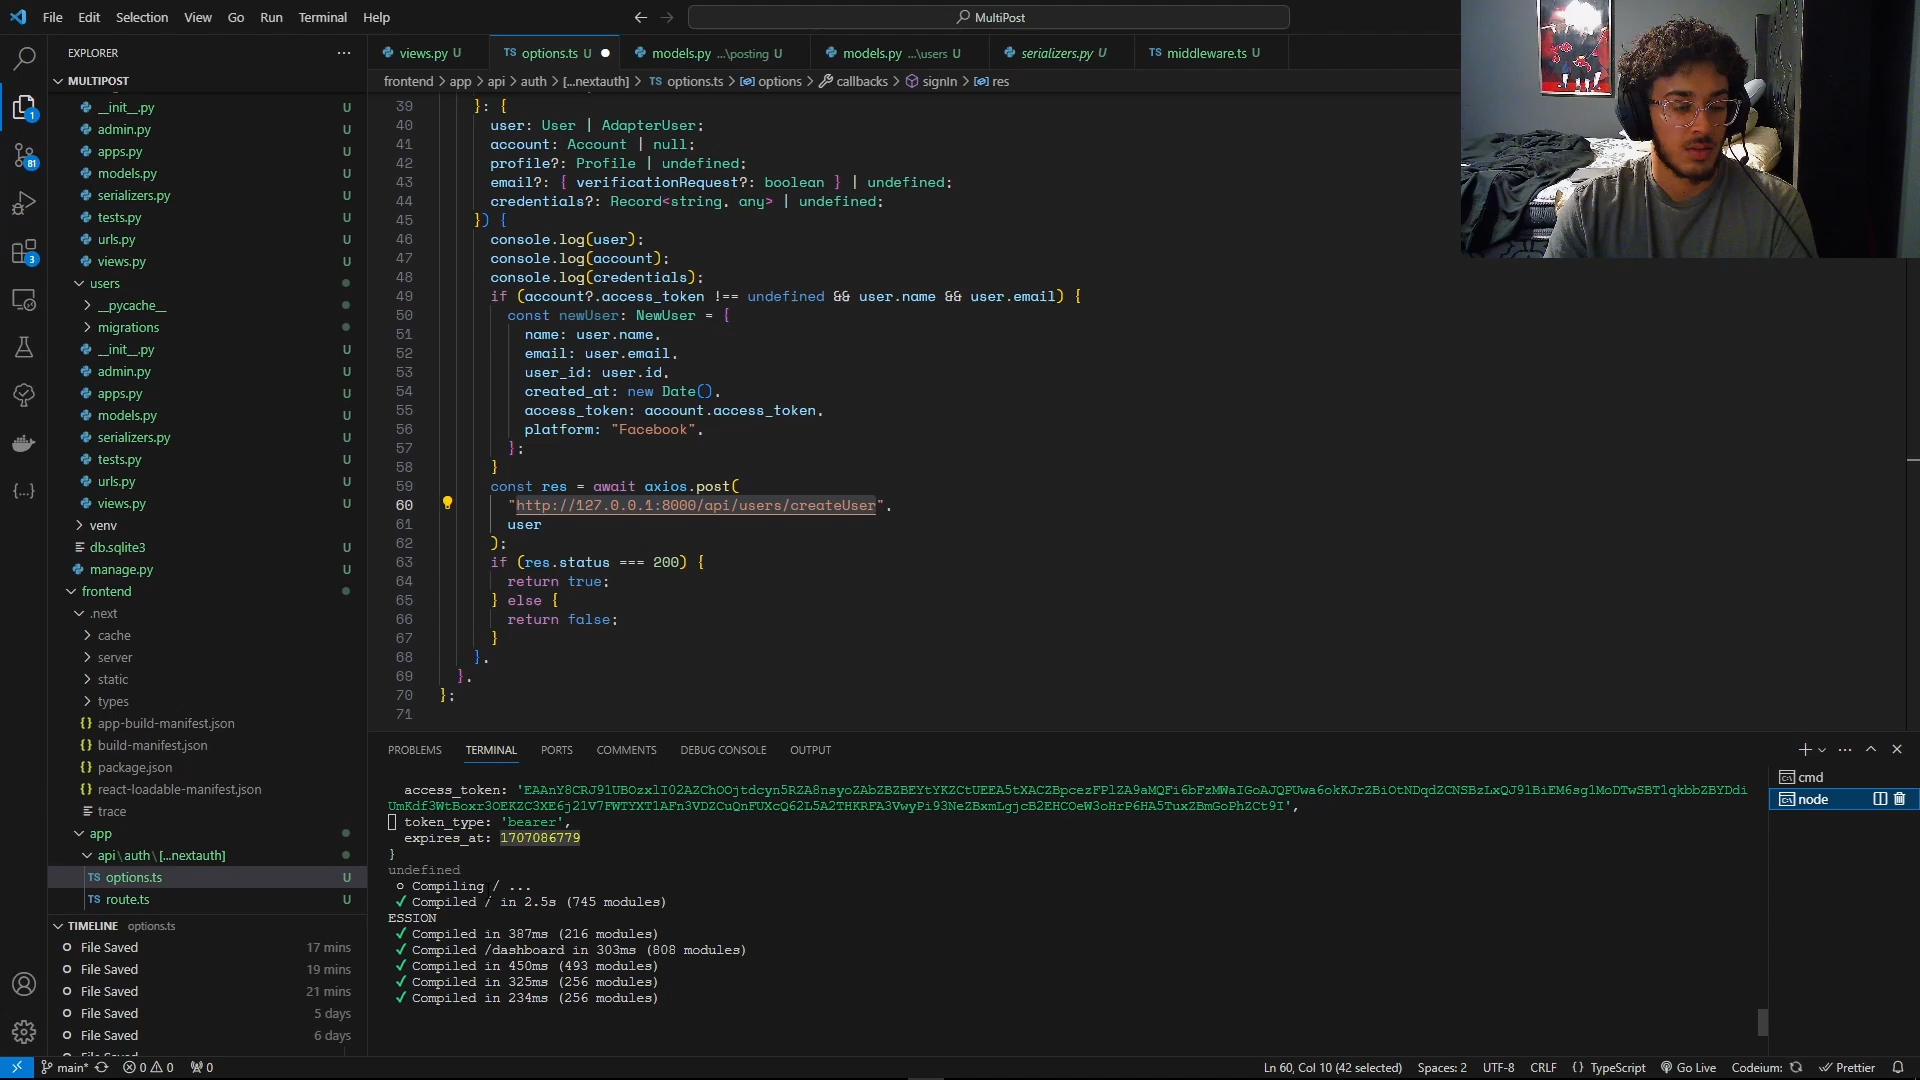 File Edit Selection View Go Run Terminal Help
MultiPost
EXPLORER
MULTIPOST
__init__.py U
admin.py U
apps.py U
models.py U
serializers.py U
tests.py U
urls.py U
views.py U
users
__pycache__
migrations
__init__.py U
admin.py U
apps.py U
models.py U
serializers.py U
tests.py U
urls.py U
views.py U
venv
db.sqlite3 U
manage.py U
frontend
.next
cache
server
static
types
app-build-manifest.json
build-manifest.json
package.json
react-loadable-manifest.json
trace
app
api\auth\[...nextauth]
TS options.ts U
TS route.ts U
TIMELINE options.ts
File Saved 17 mins
File Saved 19 mins
File Saved 21 mins
File Saved 5 days
File Saved 6 days
1
81
3
views.py U
TS options.ts U
models.py ...\posting U
models.py ...\users U
serializers.py U
TS middleware.ts U
frontend > app > api > auth > [...nextauth] > TS options.ts > options > callbacks > signIn > res
39 }: {
40 user: User | AdapterUser;
41 account: Account | null;
42 profile?: Profile | undefined;
43 email?: { verificationRequest?: boolean } | undefined;
44 credentials?: Record<string, any> | undefined;
45 }) {
46 console.log(user);
47 console.log(account);
48 console.log(credentials);
49 if (account?.access_token !== undefined && user.name && user.email) {
50 const newUser: NewUser = {
51 name: user.name,
52 email: user.email,
53 user_id: user.id,
54 created_at: new Date(),
55 access_token: account.access_token,
56 platform: "Facebook",
57 };
58 }
59 const res = await axios.post(
60 "http://127.0.0.1:8000/api/users/createUser",
61 user
62 );
63 if (res.status === 200) {
64 return true;
65 } else {
66 return false;
67 }
68 },
69 },
70 };
71
PROBLEMS TERMINAL PORTS COMMENTS DEBUG CONSOLE OUTPUT
access_token:
token_type: 'bearer',
expires_at: 1707086779
}
undefined
○ Compiling / ...
✓ Compiled / in 2.5s (745 modules)
ESSION
✓ Compiled in 387ms (216 modules)
✓ Compiled /dashboard in 303ms (808 modules)
✓ Compiled in 450ms (493 modules)
✓ Compiled in 325ms (256 modules)
✓ Compiled in 234ms (256 modules)
cmd
node
main* 0 0 0
Ln 60, Col 10 (42 selected) Spaces: 2 UTF-8 CRLF {} TypeScript Go Live Codeium: Prettier